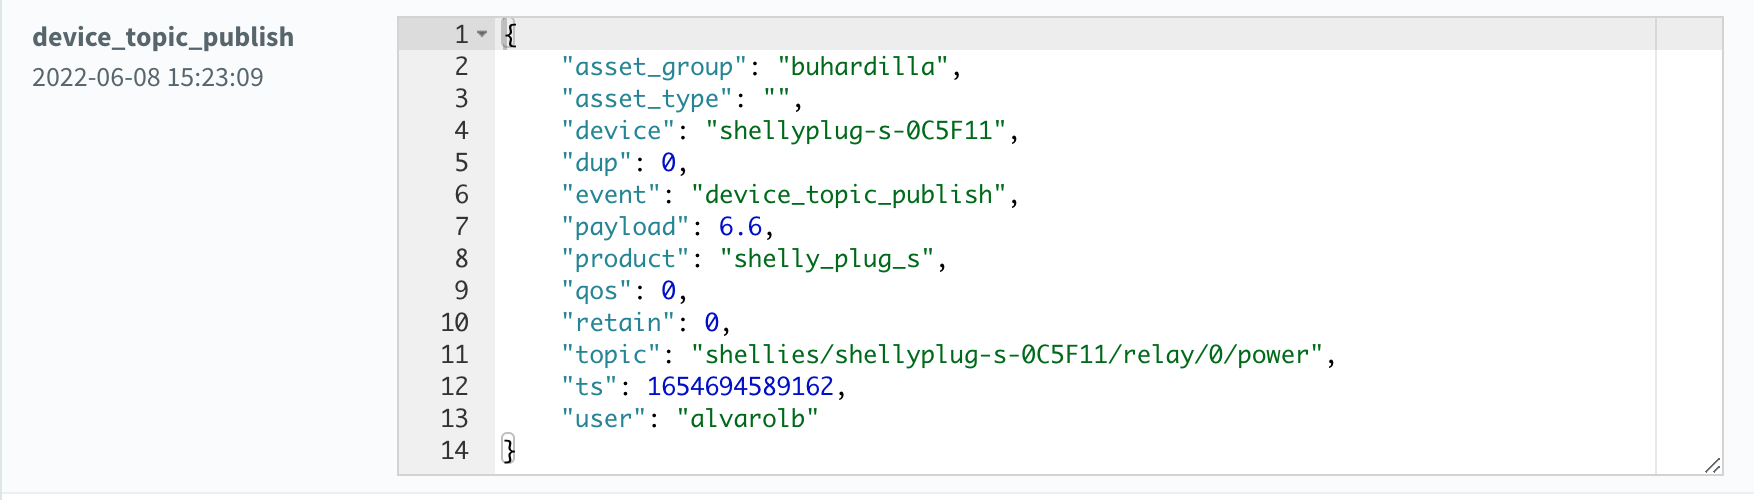 device_topic_publish
2022-06-08 15:23:09
1 {
2 "asset_group": "buhardilla",
3 "asset_type": "",
4 "device": "shellyplug-s-0C5F11",
5 "dup": 0,
6 "event": "device_topic_publish",
7 "payload": 6.6,
8 "product": "shelly_plug_s",
9 "qos": 0,
10 "retain": 0,
11 "topic": "shellies/shellyplug-s-0C5F11/relay/0/power",
12 "ts": 1654694589162,
13 "user": "alvarolb"
14 }